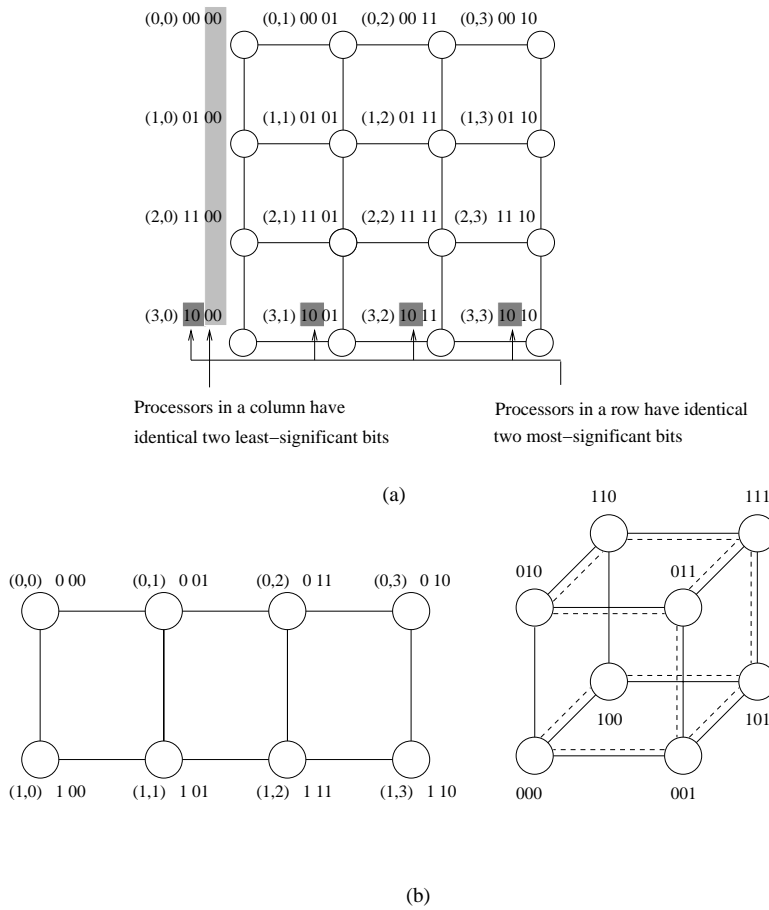 (0,0) 00 00 (0,1) 00 01 (0,2) 00 11 (0,3) 00 10
(1,0) 01 00 (1,1) 01 01 (1,2) 01 11 (1,3) 01 10
(2,0) 11 00 (2,1) 11 01 (2,2) 11 11 (2,3) 11 10
(3,0) 10 00 (3,1) 10 01 (3,2) 10 11 (3,3) 10 10
Processors in a column have
identical two least−significant bits
Processors in a row have identical
two most−significant bits
(a)
(0,0) 0 00 (0,1) 0 01 (0,2) 0 11 (0,3) 0 10
(1,0) 1 00 (1,1) 1 01 (1,2) 1 11 (1,3) 1 10
110 111
010 011
100 101
000 001
(b)